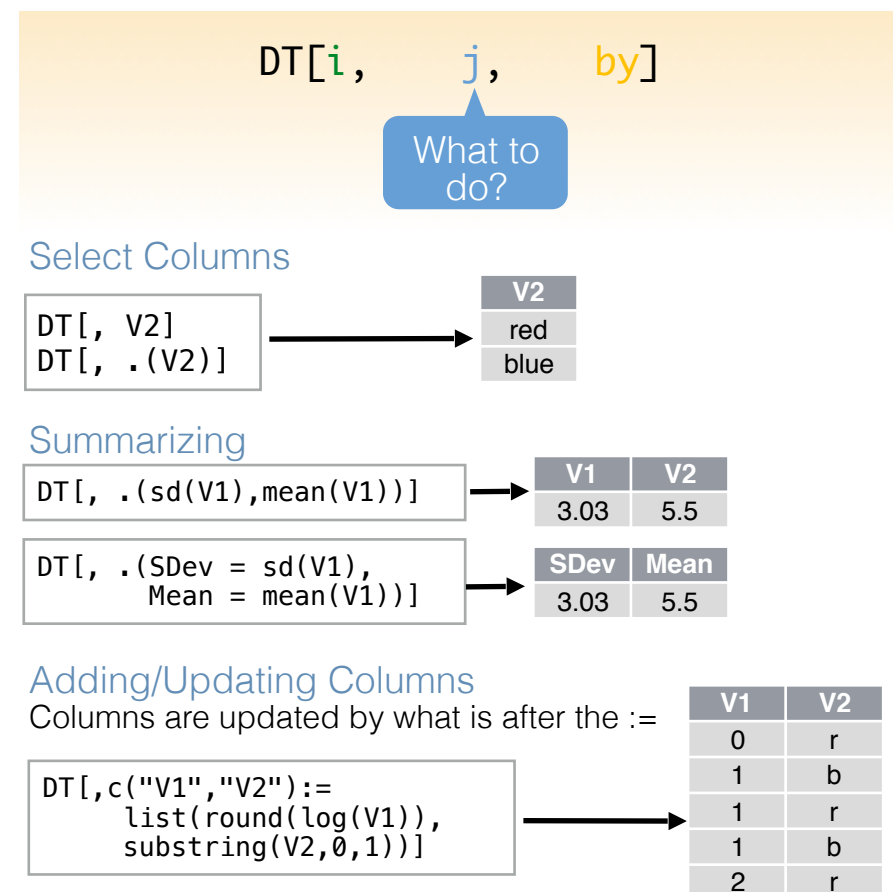 DT[i, j, by]
What to
do?
Select Columns
DT[, V2]
DT[, .(V2)]
V2
red
blue
Summarizing
DT[, .(sd(V1),mean(V1))]
V1 V2
3.03 5.5
DT[, .(SDev = sd(V1),
Mean = mean(V1))]
SDev Mean
3.03 5.5
Adding/Updating Columns
Columns are updated by what is after the :=
DT[,c("V1","V2"):=
list(round(log(V1)),
substring(V2,0,1))]
V1 V2
0 r
1 b
1 r
1 b
2 r